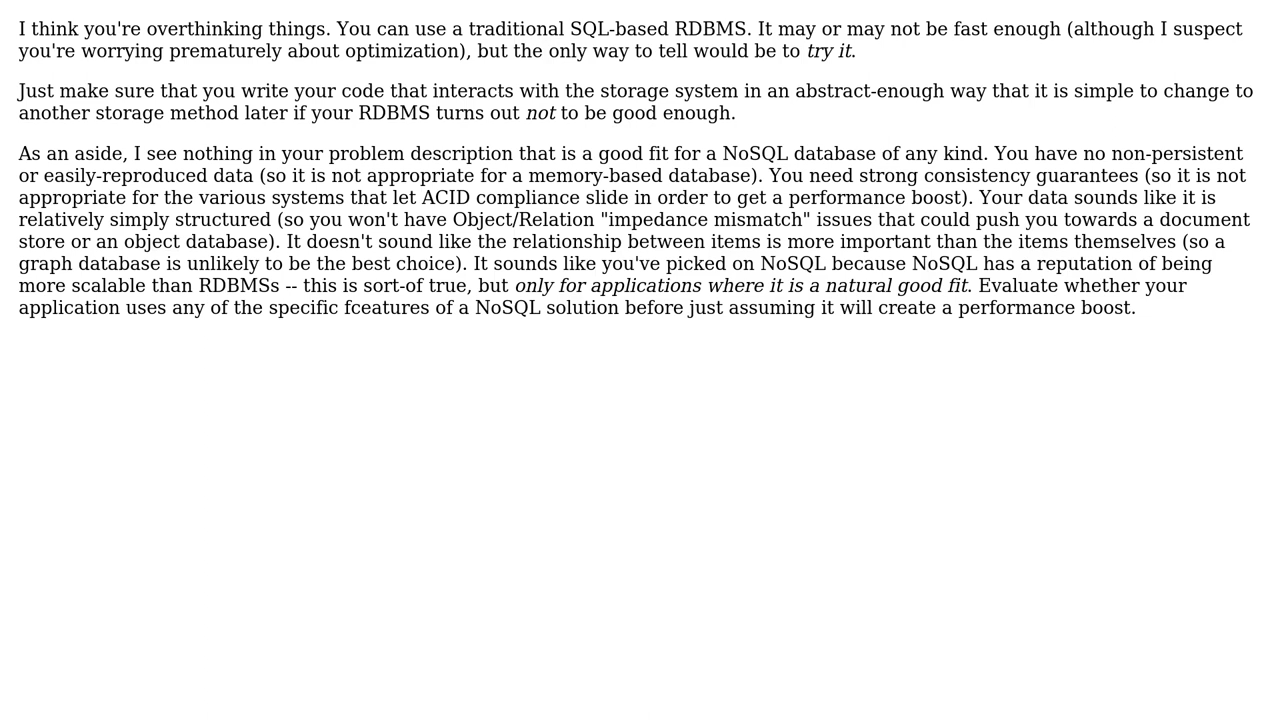 I think you're overthinking things. You can use a traditional SQL-based RDBMS. It may or may not be fast enough (although I suspect
you're worrying prematurely about optimization), but the only way to tell would be to try it.
Just make sure that you write your code that interacts with the storage system in an abstract-enough way that it is simple to change to
another storage method later if your RDBMS turns out not to be good enough.
As an aside, I see nothing in your problem description that is a good fit for a NoSQL database of any kind. You have no non-persistent
or easily-reproduced data (so it is not appropriate for a memory-based database). You need strong consistency guarantees (so it is not
appropriate for the various systems that let ACID compliance slide in order to get a performance boost). Your data sounds like it is
relatively simply structured (so you won't have Object/Relation "impedance mismatch" issues that could push you towards a document
store or an object database). It doesn't sound like the relationship between items is more important than the items themselves (so a
graph database is unlikely to be the best choice). It sounds like you've picked on NoSQL because NoSQL has a reputation of being
more scalable than RDBMSs -- this is sort-of true, but only for applications where it is a natural good fit. Evaluate whether your
application uses any of the specific fceatures of a NoSQL solution before just assuming it will create a performance boost.